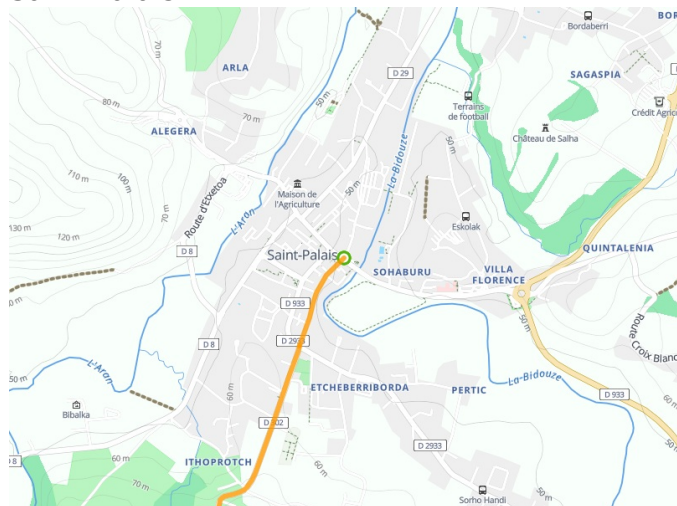 Bordaberri
BOR
70 m
ARLA
D 29
SAGASPIA
50 m
80 m
Terrains
de football
Crédit Agric
70 m
Château de Salha
ALEGERA
50 m
La Bidouze
110 m
100 m
Maison de
l'Agriculture
50 m
Route d'Etxetoa
L'Aran
Eskolak
130 m
120 m
D 8
Saint-Palais
QUINTALENIA
SOHABURU
VILLA
FLORENCE
D 933
50 m
Route Croix Blanc
D 8
D 2933
L'Aran
50 m
60 m
La Bidouze
ETCHEBERRIBORDA
PERTIC
D 933
Bibalka
D 8
60 m
D 2933
ITHOPROTCH
60 m
60 m
70 m
50 m
Sorho Handi